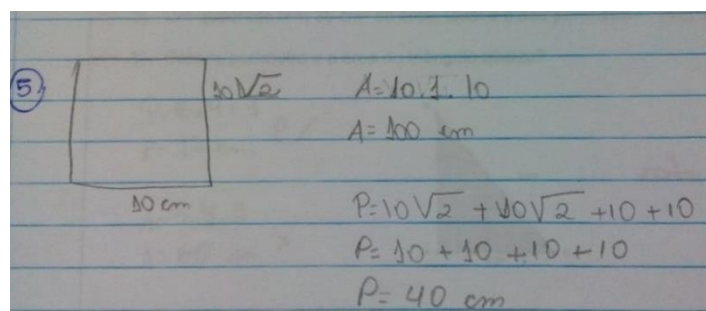 5)
10√2
10 cm
A=10.1.10
A=100 cm
P=10√2 + 10√2 +10+10
P= 10 +10 +10+10
P= 40 cm